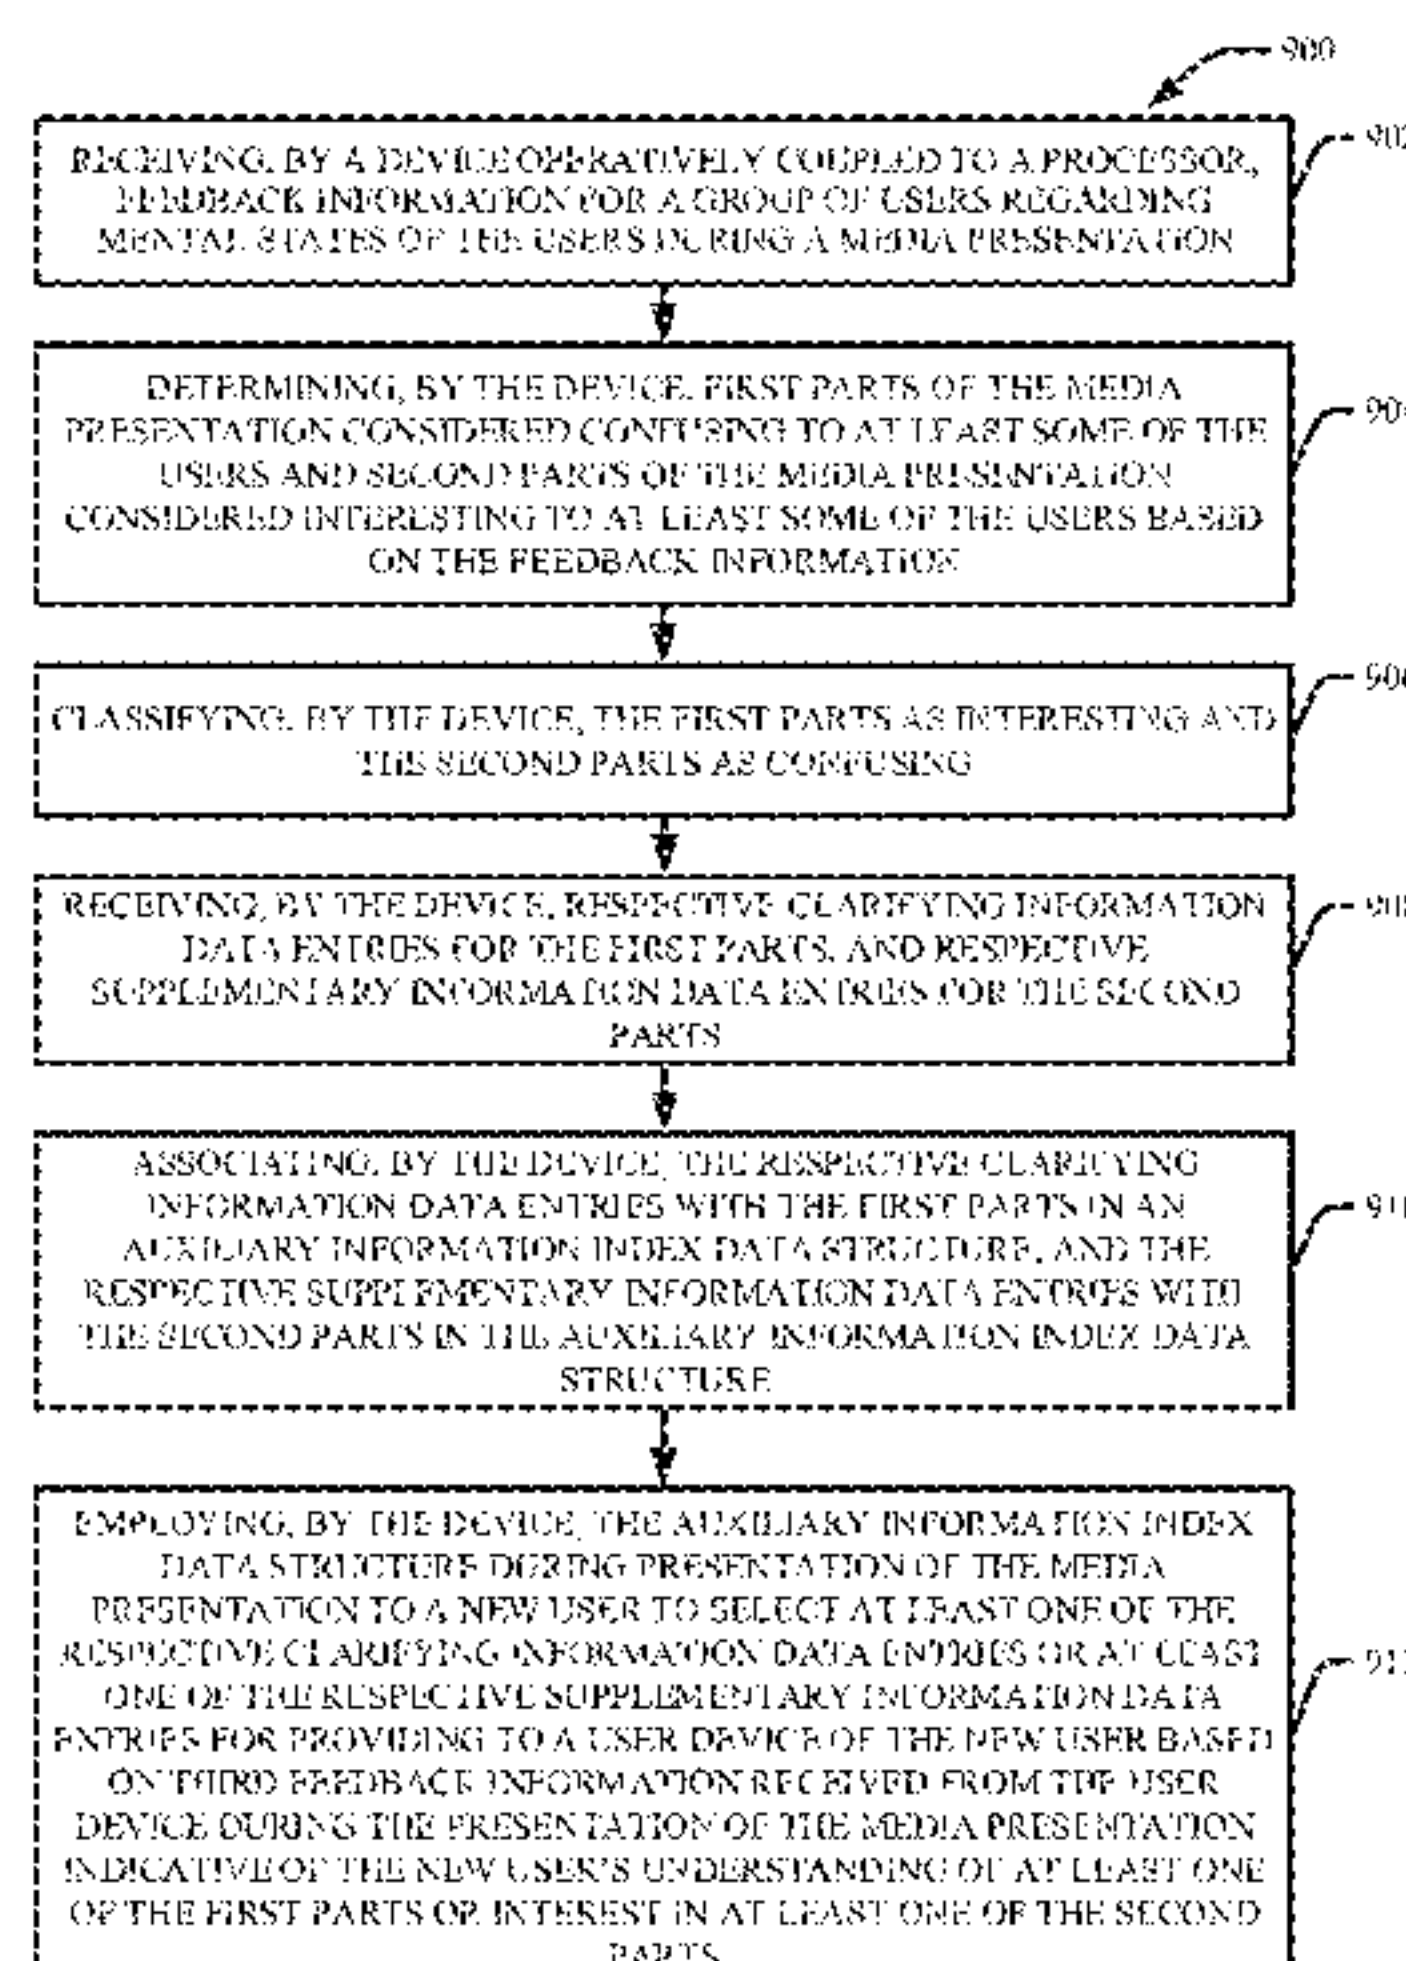 900
902
RECEIVING, BY A DEVICE OPERATIVELY COUPLED TO A PROCESSOR,
FEEDBACK INFORMATION FOR A GROUP OF USERS REGARDING
MENTAL STATES OF THE USERS DURING A MEDIA PRESENTATION
DETERMINING, BY THE DEVICE, FIRST PARTS OF THE MEDIA
PRESENTATION CONSIDERED CONFUSING TO AT LEAST SOME OF THE
USERS AND SECOND PARTS OF THE MEDIA PRESENTATION
CONSIDERED INTERESTING TO AT LEAST SOME OF THE USERS BASED
ON THE FEEDBACK INFORMATION
CLASSIFYING, BY THE DEVICE, THE FIRST PARTS AS INTERESTING AND
THE SECOND PARTS AS CONFUSING
906
RECEIVING, BY THE DEVICE, RESPECTIVE CLARIFYING INFORMATION
DATA ENTRIES FOR THE FIRST PARTS, AND RESPECTIVE
SUPPLEMENTARY INFORMATION DATA ENTRIES FOR THE SECOND
PARTS
ASSOCIATING, BY THE DEVICE, THE RESPECTIVE CLARIFYING
INFORMATION DATA ENTRIES WITH THE FIRST PARTS IN AN
AUXILIARY INFORMATION INDEX DATA STRUCTURE, AND THE
RESPECTIVE SUPPLEMENTARY INFORMATION DATA ENTRIES WITH
THE SECOND PARTS IN THE AUXILIARY INFORMATION INDEX DATA
STRUCTURE
EMPLOYING, BY THE DEVICE, THE AUXILIARY INFORMATION INDEX
DATA STRUCTURE DURING PRESENTATION OF THE MEDIA
PRESENTATION TO A NEW USER TO SELECT AT LEAST ONE OF THE
RESPECTIVE CLARIFYING INFORMATION DATA ENTRIES OR AT LEAST
ONE OF THE RESPECTIVE SUPPLEMENTARY INFORMATION DATA
ENTRIES FOR PROVIDING TO A USER DEVICE OF THE NEW USER BASED
ON THIRD FEEDBACK INFORMATION RECEIVED FROM THE USER
DEVICE DURING THE PRESENTATION OF THE MEDIA PRESENTATION
INDICATIVE OF THE NEW USER'S UNDERSTANDING OF AT LEAST ONE
OF THE FIRST PARTS OR INTEREST IN AT LEAST ONE OF THE SECOND
PARTS